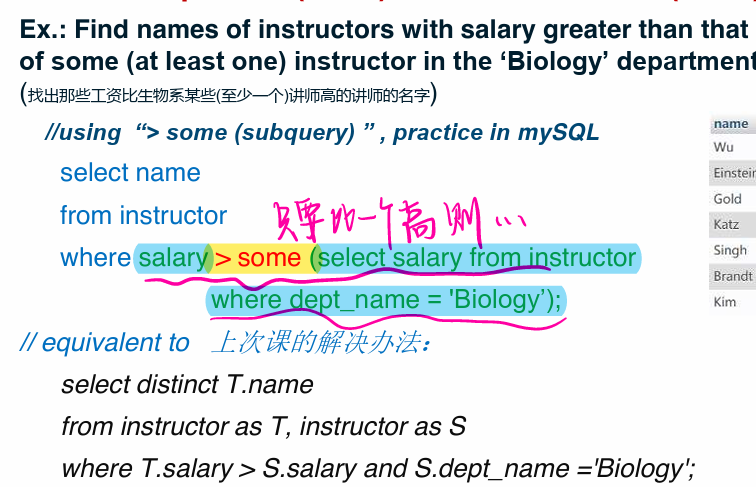 Ex.: Find names of instructors with salary greater than that
of some (at least one) instructor in the ‘Biology’ department
(找出那些工资比生物系某些(至少一个)讲师高的讲师的名字)
//using “> some (subquery) ” , practice in mySQL
select name
from instructor
只要比一个高则...
where salary > some (select salary from instructor
where dept_name = 'Biology’);
// equivalent to 上次课的解决办法：
select distinct T.name
from instructor as T, instructor as S
where T.salary > S.salary and S.dept_name ='Biology';
name
Wu
Einstein
Gold
Katz
Singh
Brandt
Kim